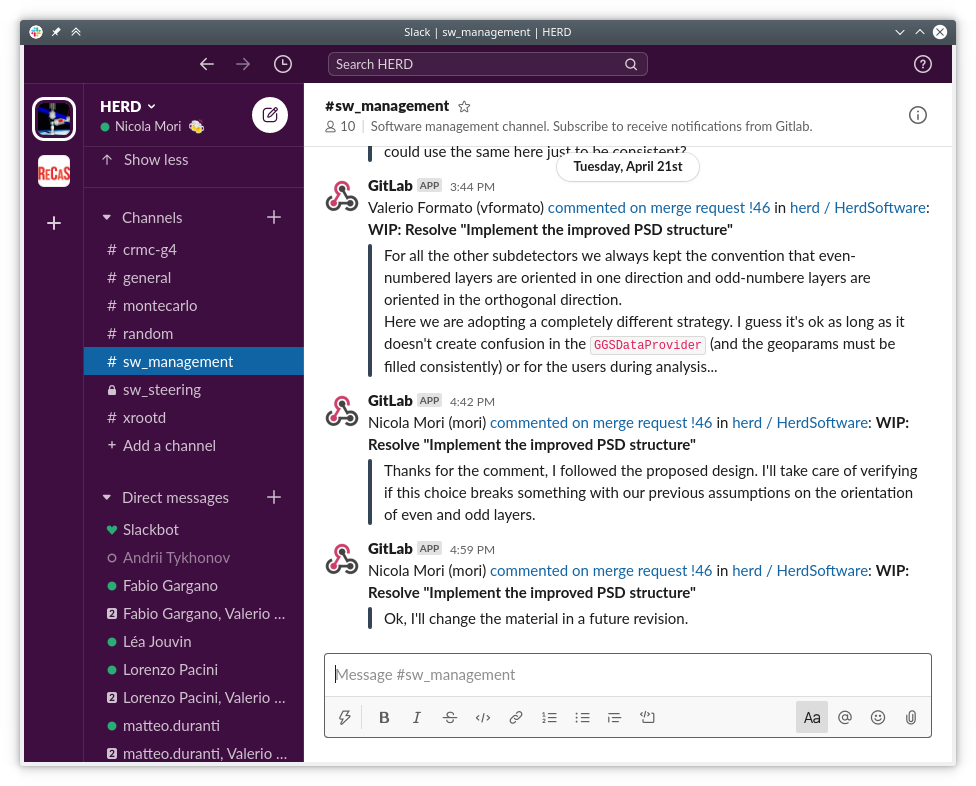 Slack | sw_management | HERD
Search HERD
HERD
Nicola Mori
ReCaS
Show less
Channels
# crmc-g4
# general
# montecarlo
# random
# sw_management
sw_steering
# xrootd
+ Add a channel
Direct messages
Slackbot
Andrii Tykhonov
Fabio Gargano
2 Fabio Gargano, Valerio ...
Léa Jouvin
Lorenzo Pacini
2 Lorenzo Pacini, Valerio ...
matteo.duranti
2 matteo.duranti, Valerio ...
#sw_management
10 | Software management channel. Subscribe to receive notifications from Gitlab.
could use the same here just to be consistent?
Tuesday, April 21st
GitLab APP 3:44 PM
Valerio Formato (vformato) commented on merge request !46 in herd / HerdSoftware:
WIP: Resolve "Implement the improved PSD structure"
For all the other subdetectors we always kept the convention that even-
numbered layers are oriented in one direction and odd-numbere layers are
oriented in the orthogonal direction.
Here we are adopting a completely different strategy. I guess it's ok as long as it
doesn't create confusion in the GGSDataProvider (and the geoparams must be
filled consistently) or for the users during analysis...
GitLab APP 4:42 PM
Nicola Mori (mori) commented on merge request !46 in herd / HerdSoftware: WIP:
Resolve "Implement the improved PSD structure"
Thanks for the comment, I followed the proposed design. I'll take care of verifying
if this choice breaks something with our previous assumptions on the orientation
of even and odd layers.
GitLab APP 4:59 PM
Nicola Mori (mori) commented on merge request !46 in herd / HerdSoftware: WIP:
Resolve "Implement the improved PSD structure"
Ok, I'll change the material in a future revision.
Message #sw_management
B I S Aa @